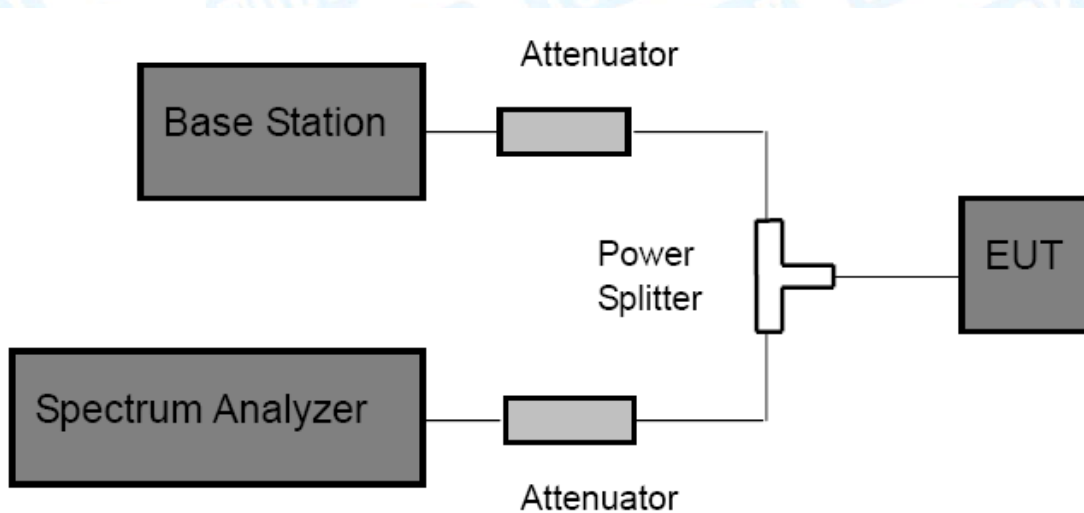 Attenuator
Base Station
Power
Splitter
EUT
Spectrum Analyzer
Attenuator